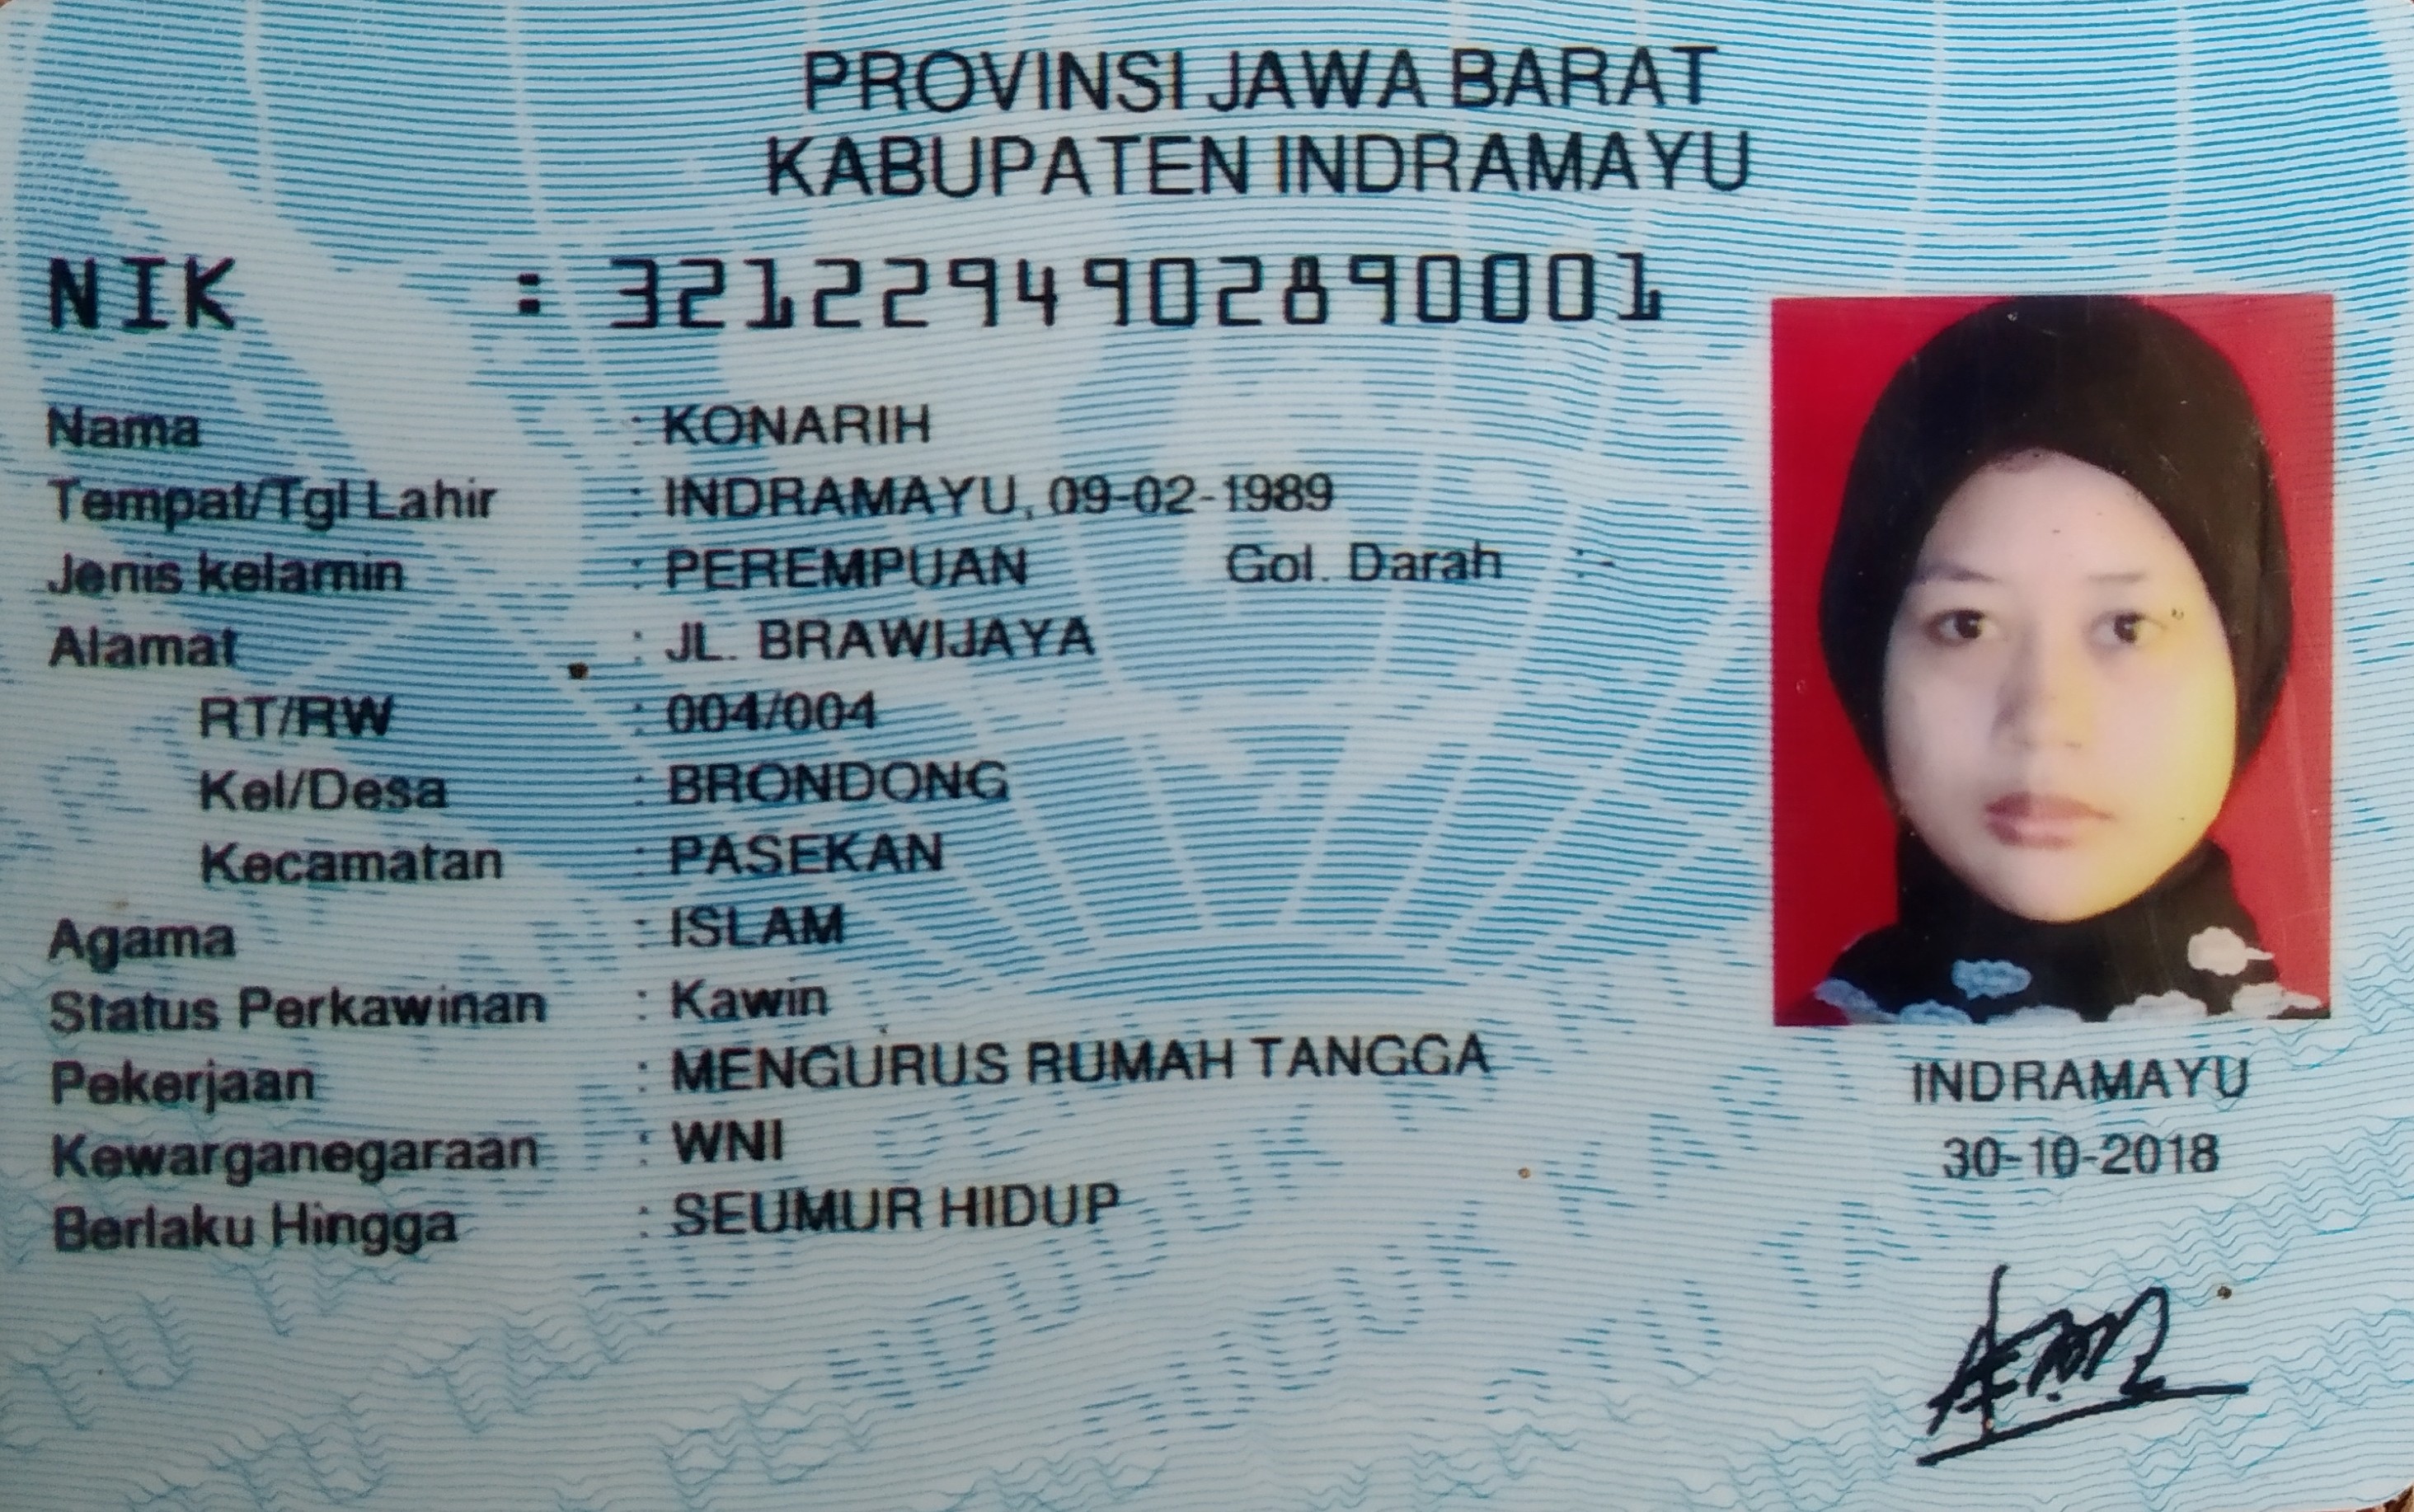 PROVINSI JAWA BARAT
KABUPATEN INDRAMAYU
NIK : 3212294902890001
Nama : KONARIH
Tempat/Tgl Lahir : INDRAMAYU, 09-02-1989
Jenis kelamin : PEREMPUAN Gol. Darah : -
Alamat : JL. BRAWIJAYA
RT/RW : 004/004
Kel/Desa : BRONDONG
Kecamatan : PASEKAN
Agama : ISLAM
Status Perkawinan : Kawin
Pekerjaan : MENGURUS RUMAH TANGGA
Kewarganegaraan : WNI
Berlaku Hingga : SEUMUR HIDUP
INDRAMAYU
30-10-2018